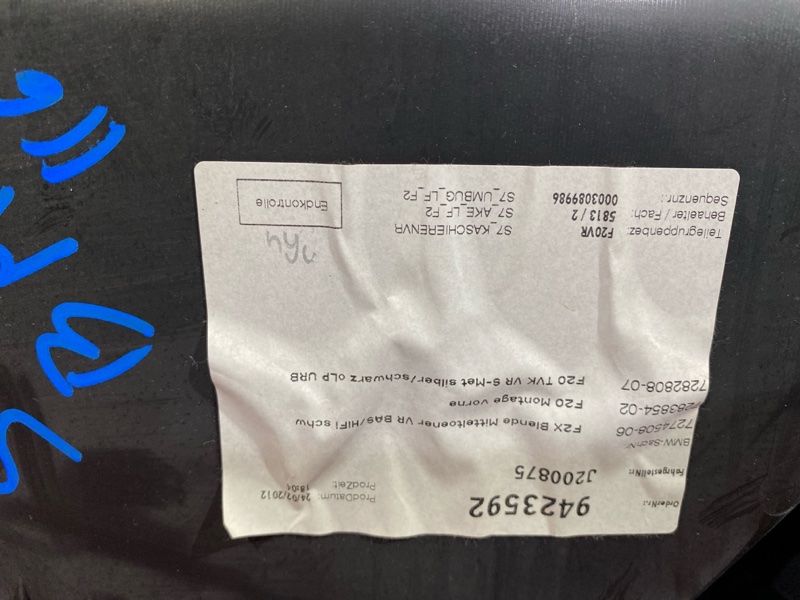 OrderNr.: 9423592
ProdDatum: 24/02/2012
FahrgestellNr: J200875
ProdZeit: 18:04
BMW-SachNr
7274508-06 F2X Blende Mitteltoener VR BAS/HIFI schw
7283854-02 F20 Montage vorne
7282808-07 F20 TVK VR S-Met silber/schwarz oLP URB
Teilegruppenbez: F20VR S7_KASCHIERENVR
Behaelter / Fach: 5813 / 2 S7_AKE_LF_F2
Sequenznr.: 0003089986 S7_UMBUG_LF_F2
Endkontrolle